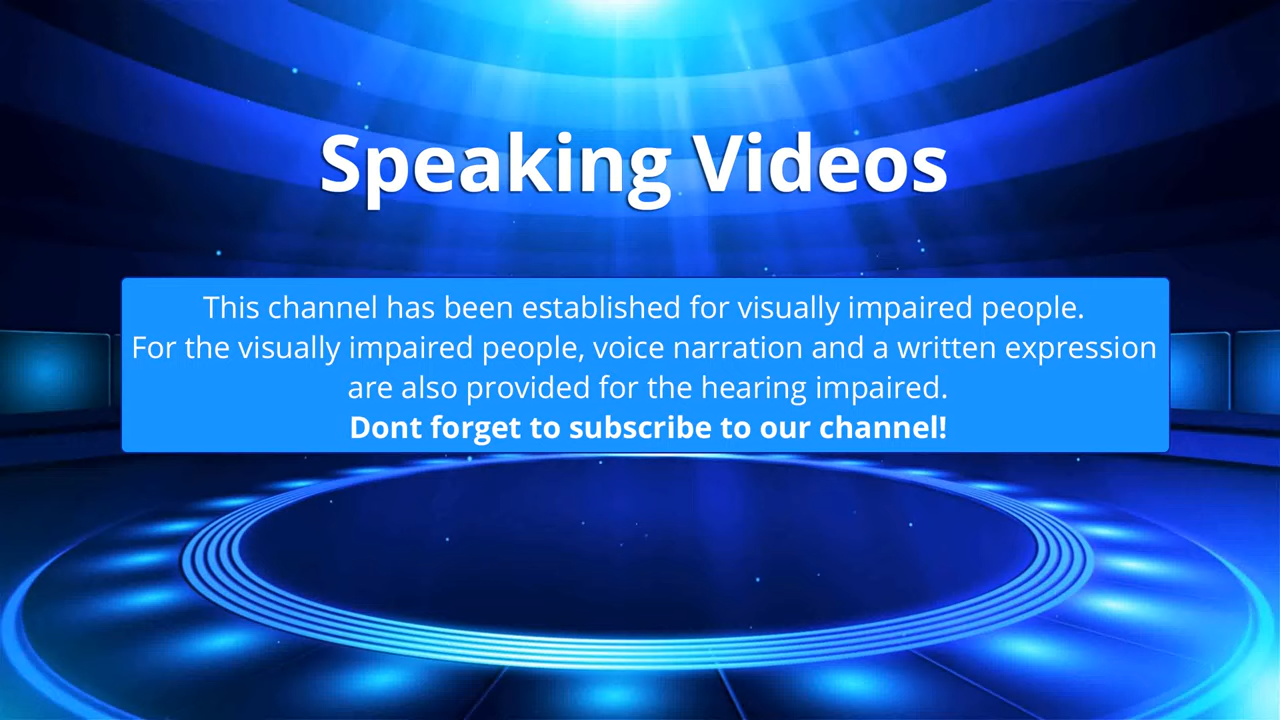 Speaking Videos
This channel has been established for visually impaired people.
For the visually impaired people, voice narration and a written expression
are also provided for the hearing impaired.
Dont forget to subscribe to our channel!